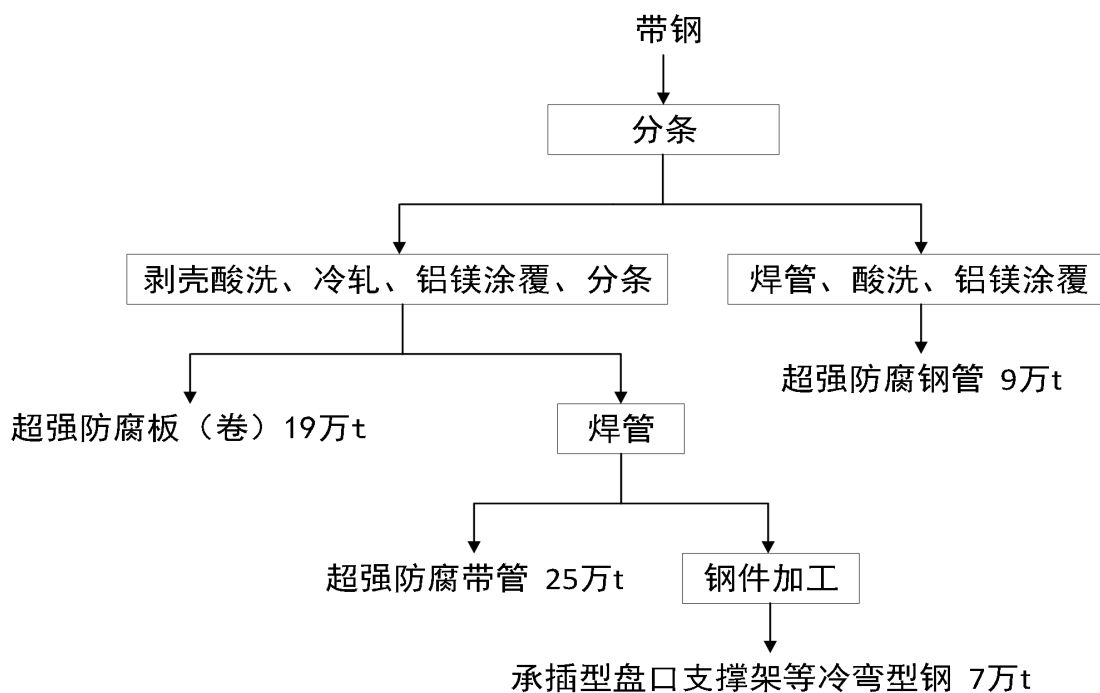 带钢
分条
剥壳酸洗、冷轧、铝镁涂覆、分条
焊管、酸洗、铝镁涂覆
超强防腐钢管 9万t
超强防腐板（卷）19万t
焊管
超强防腐带管 25万t
钢件加工
承插型盘口支撑架等冷弯型钢 7万t